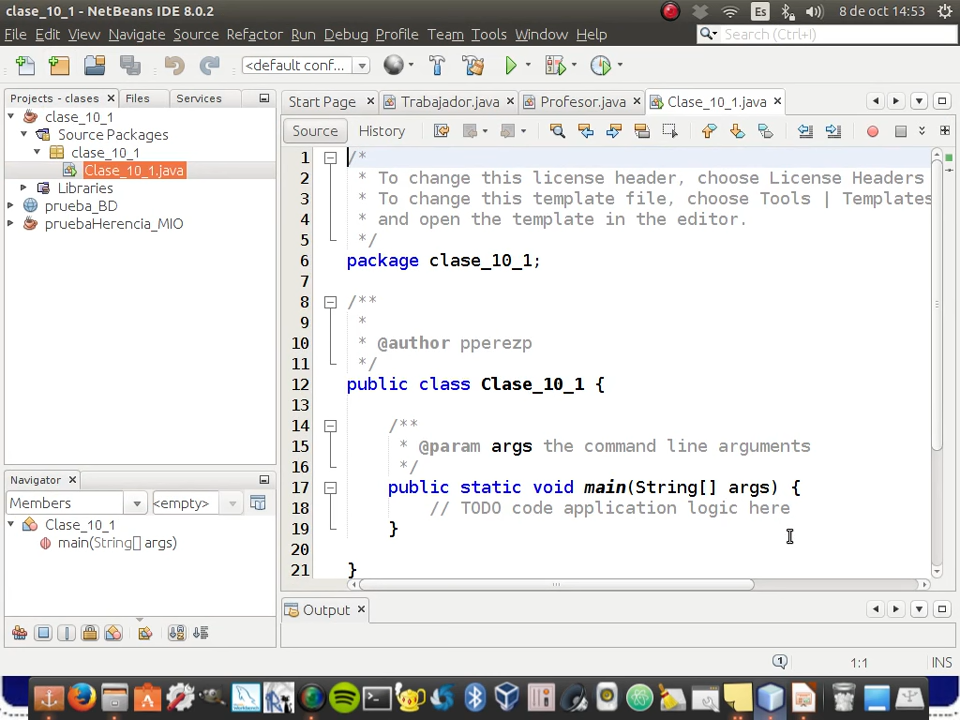 clase_10_1 - NetBeans IDE 8.0.2
Es
8 de oct 14:53
File Edit View Navigate Source Refactor Run Debug Profile Team Tools Window Help
Search (Ctrl+I)
<default conf...
Projects - clases
Files
Services
Start Page
Trabajador.java
Profesor.java
Clase_10_1.java
clase_10_1
Source Packages
clase_10_1
Clase_10_1.java
Libraries
prueba_BD
pruebaHerencia_MIO
Source
History
1 /*
2 * To change this license header, choose License Headers
3 * To change this template file, choose Tools | Templates
4 * and open the template in the editor.
5 */
6 package clase_10_1;
7
8 /**
9 *
10 * @author pperezp
11 */
12 public class Clase_10_1 {
13
14 /**
15 * @param args the command line arguments
16 */
17 public static void main(String[] args) {
18 // TODO code application logic here
19 }
20
21 }
Navigator
Members
<empty>
Clase_10_1
main(String[] args)
Output
1
1:1
INS